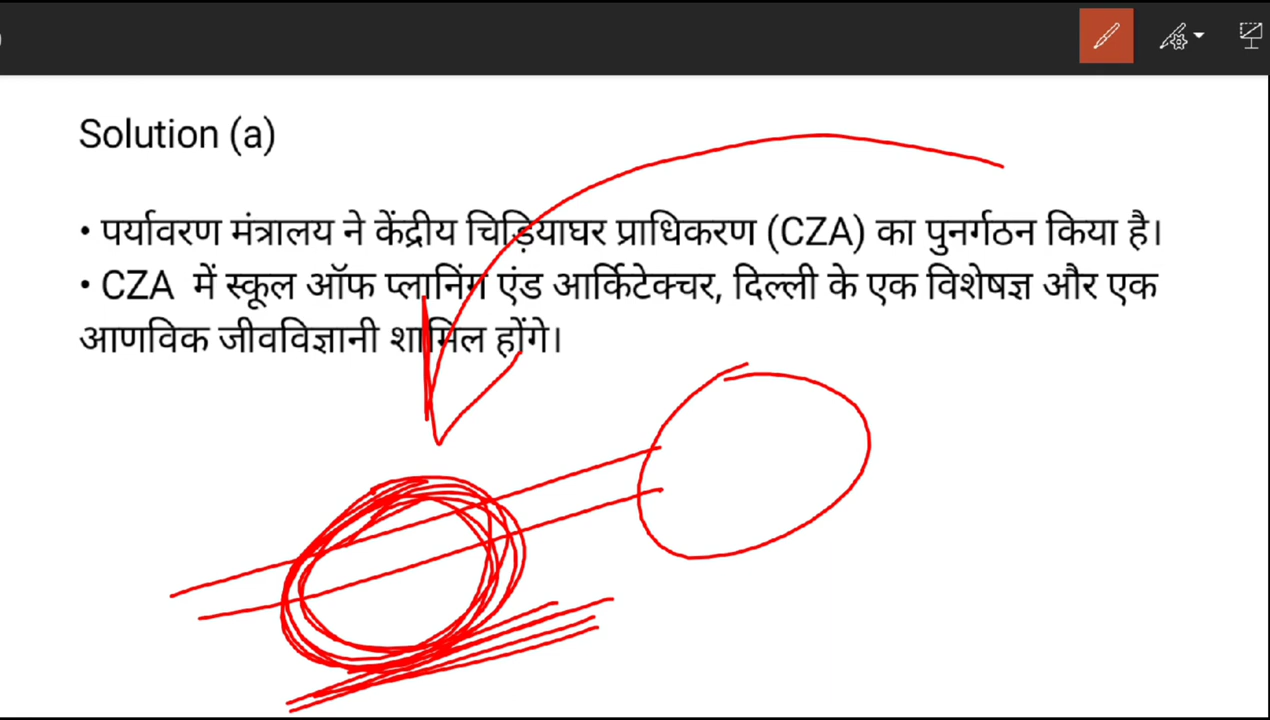 Solution (a)
• पर्यावरण मंत्रालय ने केंद्रीय चिड़ियाघर प्राधिकरण (CZA) का पुनर्गठन किया है।
• CZA में स्कूल ऑफ प्लानिंग एंड आर्किटेक्चर, दिल्ली के एक विशेषज्ञ और एक
आणविक जीवविज्ञानी शामिल होंगे।